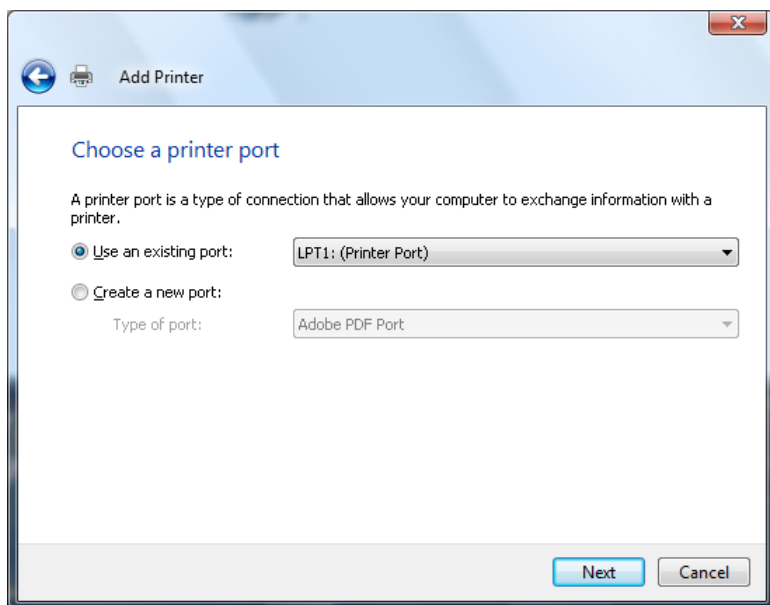 Add Printer
Choose a printer port
A printer port is a type of connection that allows your computer to exchange information with a
printer.
Use an existing port: LPT1: (Printer Port)
Create a new port:
Type of port: Adobe PDF Port
Next Cancel